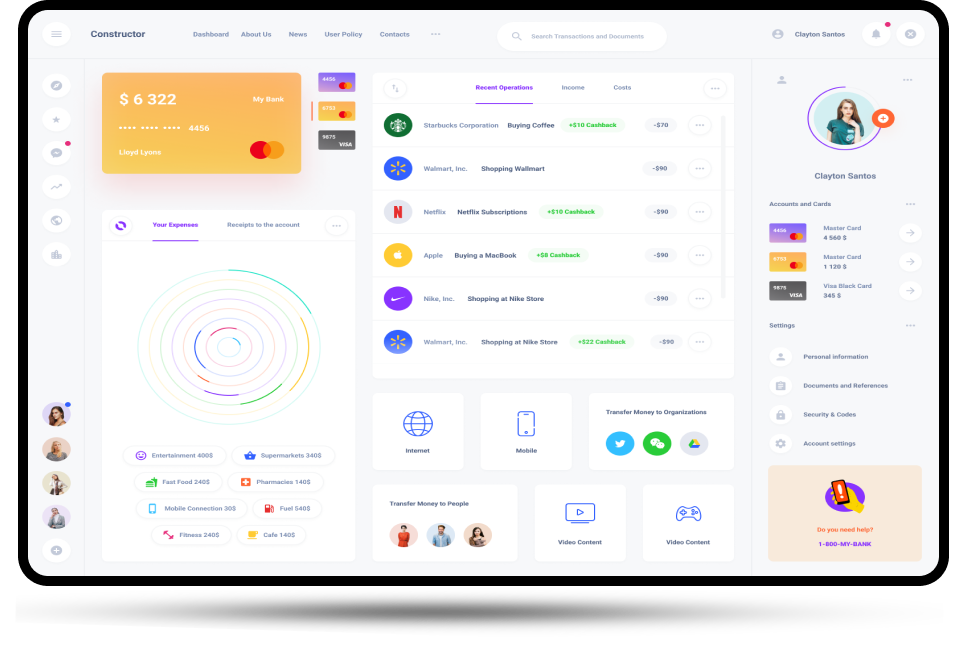 Constructor
Dashboard About Us News User Policy Contacts
Search Transactions and Documents
Clayton Santos
$ 6 322
My Bank
•••• •••• •••• 4456
Lloyd Lyons
4456
6793
9875
VISA
Your Expenses Receipts to the account
Entertainment 400$ Supermarkets 340$
Fast Food 240$ Pharmacies 140$
Mobile Connection 30$ Fuel 540$
Fitness 240$ Cafe 140$
Recent Operations Income Costs
Starbucks Corporation Buying Coffee +$10 Cashback -$70
Walmart, Inc. Shopping Wallmart -$90
Netflix Netflix Subscriptions +$10 Cashback -$90
Apple Buying a MacBook +$8 Cashback -$90
Nike, Inc. Shopping at Nike Store -$90
Walmart, Inc. Shopping at Nike Store +$22 Cashback -$90
Internet
Mobile
Transfer Money to Organizations
Transfer Money to People
Video Content
Video Content
Clayton Santos
Accounts and Cards
4456
Master Card
4 560 $
6793
Master Card
1 120 $
9875
VISA
Visa Black Card
345 $
Settings
Personal information
Documents and References
Security & Codes
Account settings
Do you need help?
1-800-MY-BANK